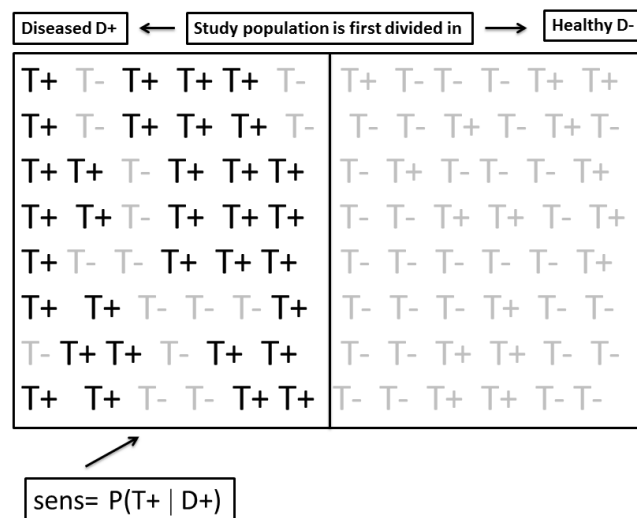 Diseased D+ Study population is first divided in Healthy D-
T+ T- T+ T+ T+ T- T+ T- T- T- T+ T+
T+ T- T+ T+ T+ T- T- T- T+ T- T+ T-
T+ T+ T- T+ T+ T+ T- T+ T- T- T- T+
T+ T+ T- T+ T+ T+ T- T- T+ T+ T- T+
T+ T- T- T+ T+ T+ T- T- T- T- T- T+
T+ T+ T- T- T- T+ T- T- T- T+ T- T-
T- T+ T+ T- T+ T+ T- T- T+ T+ T- T-
T+ T+ T- T- T+ T+ T- T- T+ T+ T- T-
sens= P(T+ | D+)